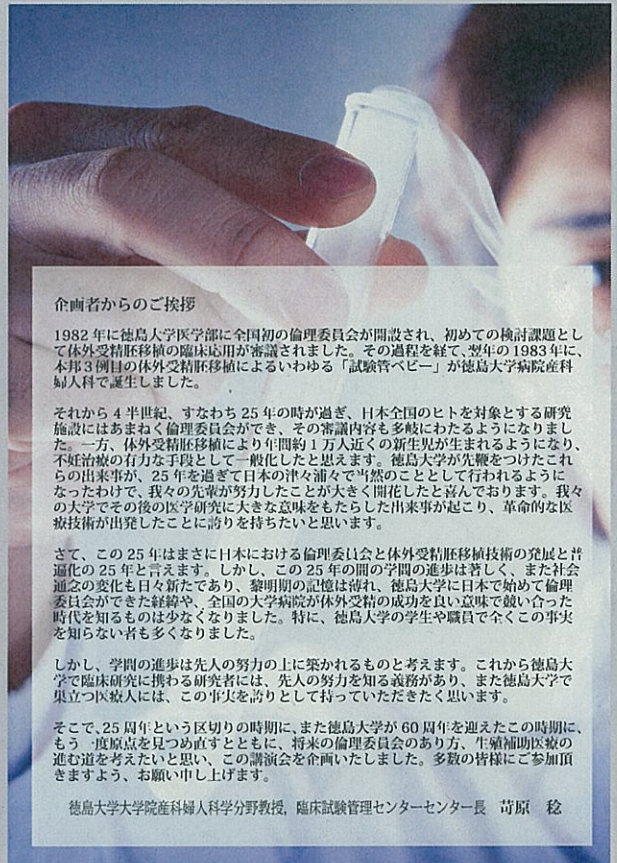 企画者からのご挨拶
1982 年に徳島大学医学部に全国初の倫理委員会が開設され、初めての検討課題とし
て体外受精胚移植の臨床応用が審議されました。その過程を経て、翌年の1983年に、
本邦3例目の体外受精胚移植によるいわゆる「試験管ベビー」が徳島大学病院産科
婦人科で誕生しました。
それから 4 半世紀、すなわち 25 年の時が過ぎ、日本全国のヒトを対象とする研究
施設にはあまねく倫理委員会ができ、その審議内容も多岐にわたるようになりまし
た。一方、体外受精胚移植により年間約1万人近くの新生児が生まれるようになり、
不妊治療の有力な手段として一般化したと思えます。徳島大学が先鞭をつけたこれ
らの出来事が、25 年を過ぎて日本の津々浦々で当然のこととして行われるように
なったわけで、我々の先輩が努力したことが大きく開花したと喜んでおります。我々
の大学でその後の医学研究に大きな意味をもたらした出来事が起こり、革命的な医
療技術が出発したことに誇りを持ちたいと思います。
さて、この 25 年はまさに日本における倫理委員会と体外受精胚移植技術の発展と普
遍化の 25 年と言えます。しかし、この 25 年の間の学問の進歩は著しく、また社会
通念の変化も日々新たであり、黎明期の記憶は薄れ、徳島大学に日本で始めて倫理
委員会ができた経緯や、全国の大学病院が体外受精の成功を良い意味で競い合った
時代を知るものは少なくなりました。特に、徳島大学の学生や職員で全くこの事実
を知らない者も多くなりました。
しかし、学問の進歩は先人の努力の上に築かれるものと考えます。これから徳島大
学で臨床研究に携わる研究者には、先人の努力を知る義務があり、また徳島大学で
巣立つ医療人には、この事実を誇りとして持っていただきたく思います。
そこで、25 周年という区切りの時期に、また徳島大学が 60 周年を迎えたこの時期に、
もう一度原点を見つめ直すとともに、将来の倫理委員会のあり方、生殖補助医療の
進む道を考えたいと思い、この講演会を企画いたしました。多数の皆様にご参加頂
きますよう、お願い申し上げます。
徳島大学大学院産科婦人科学分野教授，臨床試験管理センターセンター長 苛原 稔